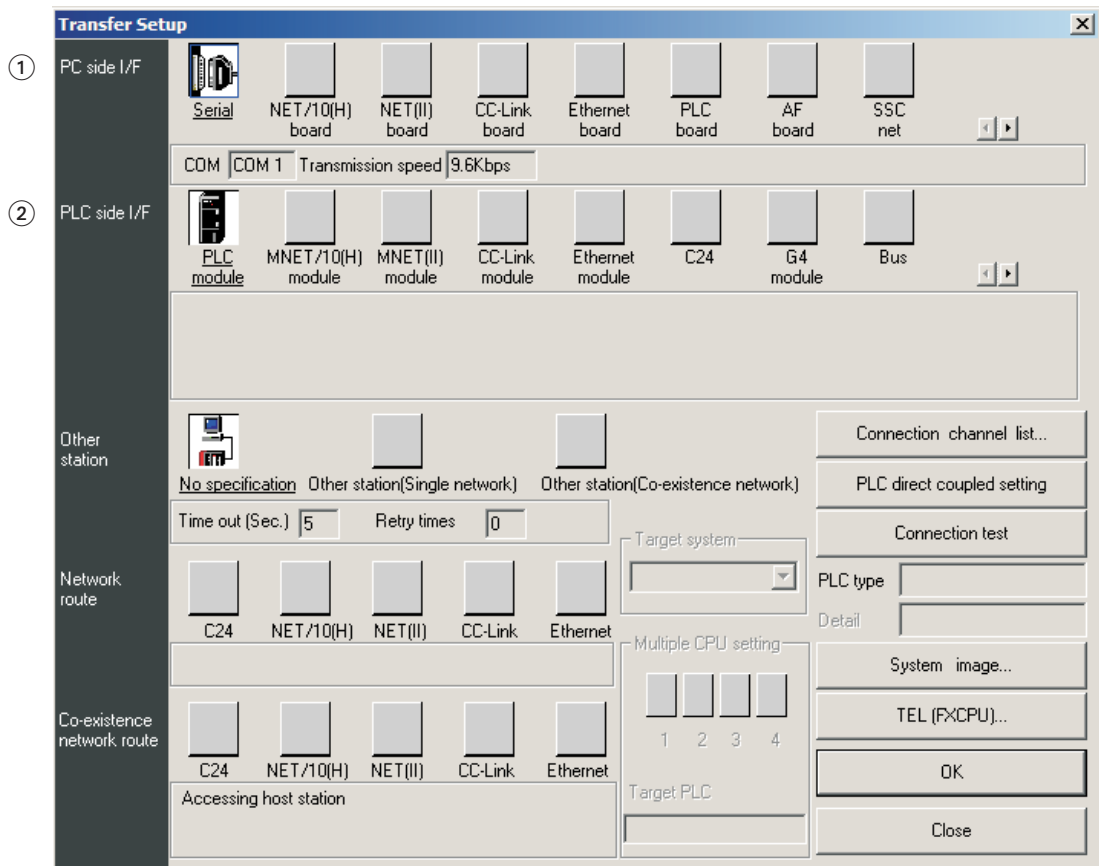 Transfer Setup
① PC side I/F
Serial
NET/10(H) board
NET(II) board
CC-Link board
Ethernet board
PLC board
AF board
SSC net
COM COM 1 Transmission speed 9.6Kbps
② PLC side I/F
PLC module
MNET/10(H) module
MNET(II) module
CC-Link module
Ethernet module
C24
G4 module
Bus
Other station
No specification
Other station(Single network)
Other station(Co-existence network)
Time out (Sec.) 5 Retry times 0
Network route
C24
NET/10(H)
NET(II)
CC-Link
Ethernet
Co-existence network route
C24
NET/10(H)
NET(II)
CC-Link
Ethernet
Accessing host station
Target system
Multiple CPU setting
1 2 3 4
Target PLC
Connection channel list...
PLC direct coupled setting
Connection test
PLC type
Detail
System image...
TEL (FXCPU)...
OK
Close